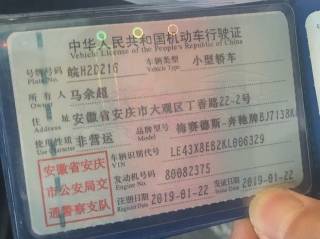 中华人民共和国机动车行驶证
Vehicle License of the People's Republic of China
号牌号码 皖H2DZ16 车辆类型 小型轿车
Plate No. Vehicle Type
所有人 马余超
Owner
住址 安徽省安庆市大观区丁香路22-2号
Address
使用性质 非营运 品牌型号 梅赛德斯-奔驰牌BJ7138
Use Character Model
车辆识别代号
VIN
安徽省安庆
市公安局交
通警察支队
发动机号码 80082375
Engine No.
注册日期 2019-01-22 发证日期 2019-01-22
Register Date Issue Date